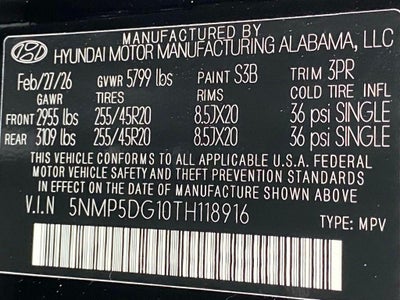 MANUFACTURED BY
HYUNDAI MOTOR MANUFACTURING ALABAMA, LLC
Feb/27/26 GVWR 5799 lbs PAINT S3B TRIM 3PR
GAWR TIRES RIMS COLD TIRE INFL
FRONT 2955 lbs 255/45R20 8.5JX20 36 psi SINGLE
REAR 3109 lbs 255/45R20 8.5JX20 36 psi SINGLE
THIS VEHICLE CONFORMS TO ALL APPLICABLE U.S.A. FEDERAL
MOTOR VEHICLE SAFETY AND THEFT PREVENTION STANDARDS
IN EFFECT ON THE DATE OF MANUFACTURE SHOWN ABOVE
V.I.N 5NMP5DG10TH118916 TYPE: MPV